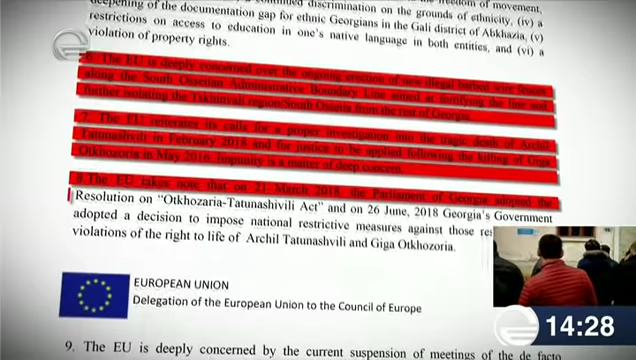 deepening of the documentation gap for ethnic Georgians in the Gali district of Abkhazia, (iv) a
restrictions on access to education in one's native language in both entities, and (vi) a
violation of property rights.
6. The EU is deeply concerned over the ongoing erection of new illegal barbed wire fences
along the South Ossetian Administrative Boundary Line aimed at fortifying the line and
further isolating the Tskhinvali region/South Ossetia from the rest of Georgia.
7. The EU reiterates its calls for a proper investigation into the tragic death of Archil
Tatunashvili in February 2018 and for justice to be applied following the killing of Giga
Otkhozoria in May 2016. Impunity is a matter of deep concern.
8. The EU takes note that on 21 March 2018, the Parliament of Georgia adopted the
Resolution on "Otkhozaria-Tatunashivili Act" and on 26 June, 2018 Georgia's Government
adopted a decision to impose national restrictive measures against those
violations of the right to life of Archil Tatunashvili and Giga Otkhozoria.
EUROPEAN UNION
Delegation of the European Union to the Council of Europe
9. The EU is deeply concerned by the current suspension of meetings of the de facto
14:28